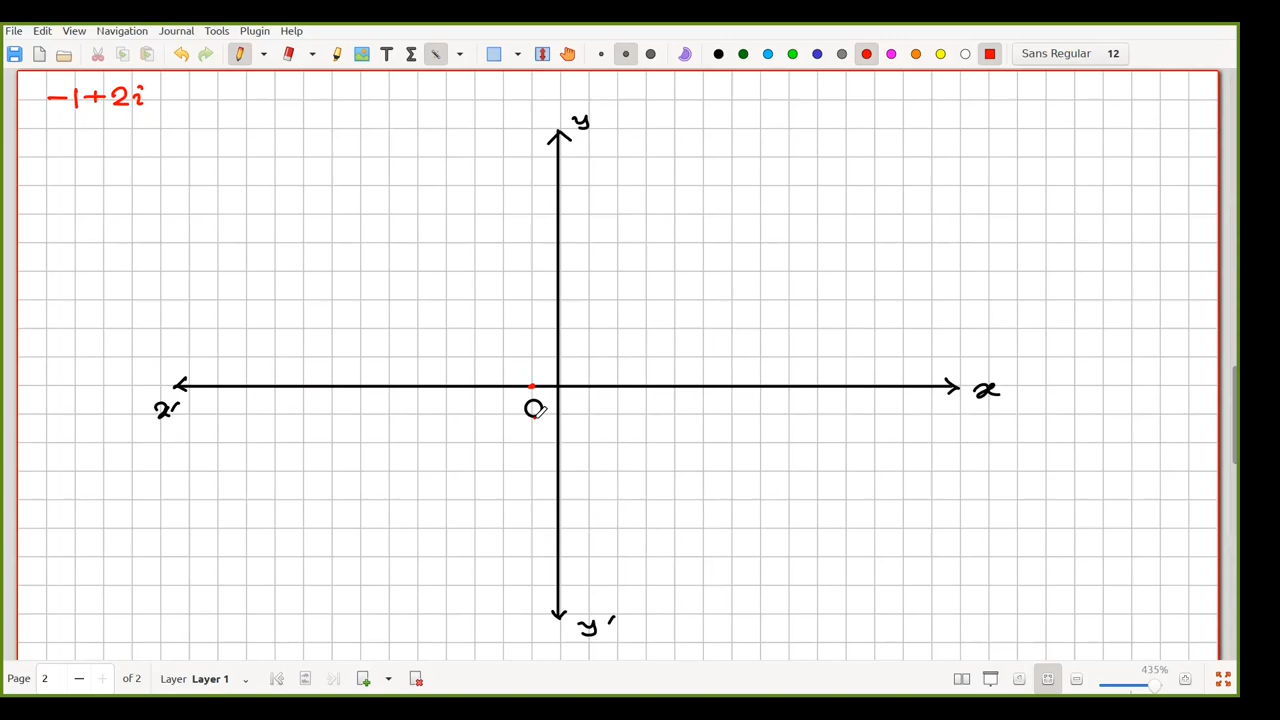 File Edit View Navigation Journal Tools Plugin Help
Sans Regular 12
-1+2i
y
x' O x
y'
Page 2 of 2 Layer Layer 1 435%